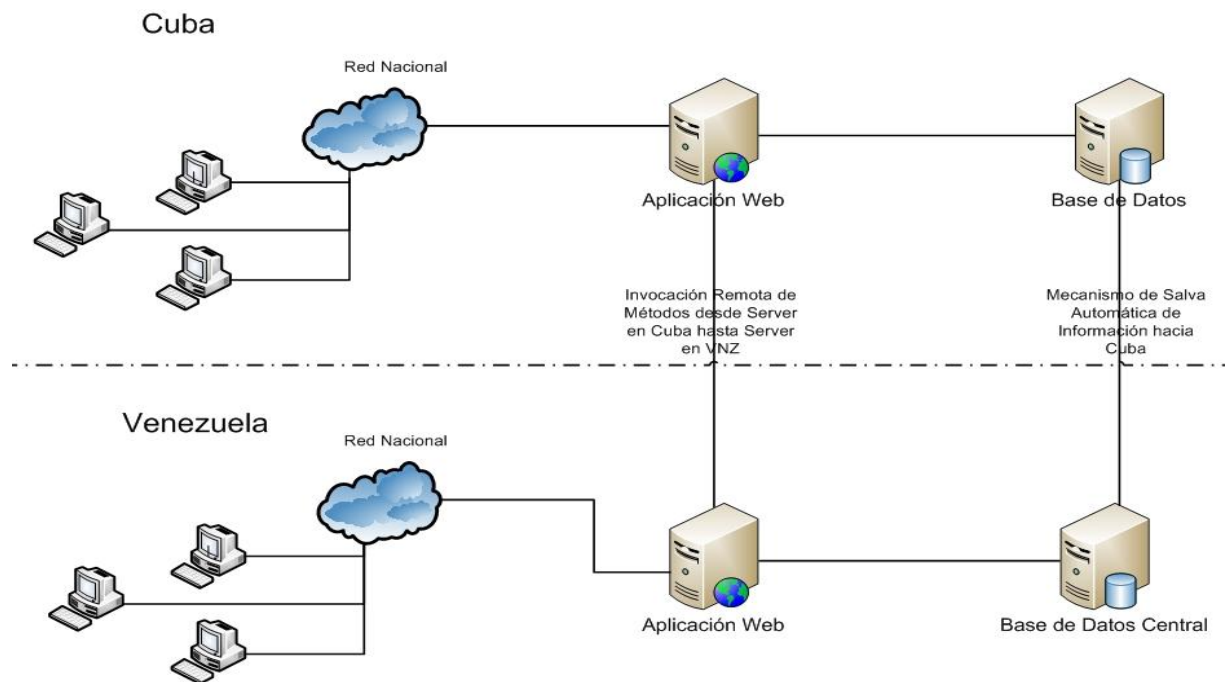 Cuba
Red Nacional
Aplicación Web
Base de Datos
Invocación Remota de
Métodos desde Server
en Cuba hasta Server
en VNZ
Mecanismo de Salva
Automática de
Información hacia
Cuba
Venezuela
Red Nacional
Aplicación Web
Base de Datos Central